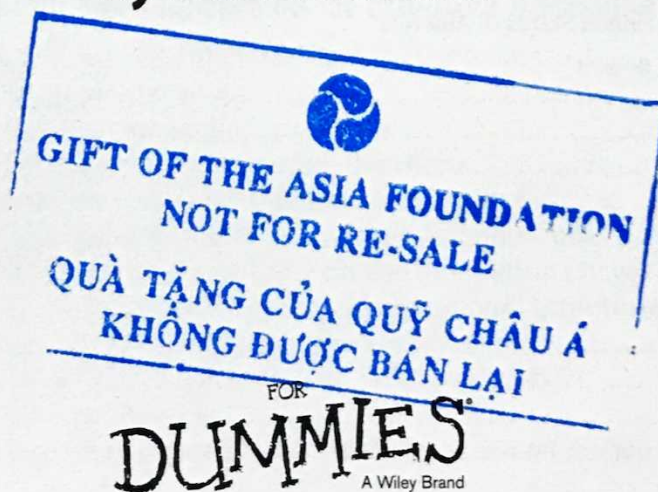 GIFT OF THE ASIA FOUNDATION
NOT FOR RE-SALE
QUÀ TẶNG CỦA QUỸ CHÂU Á
KHÔNG ĐƯỢC BÁN LẠI
FOR
DUMMIES®
A Wiley Brand